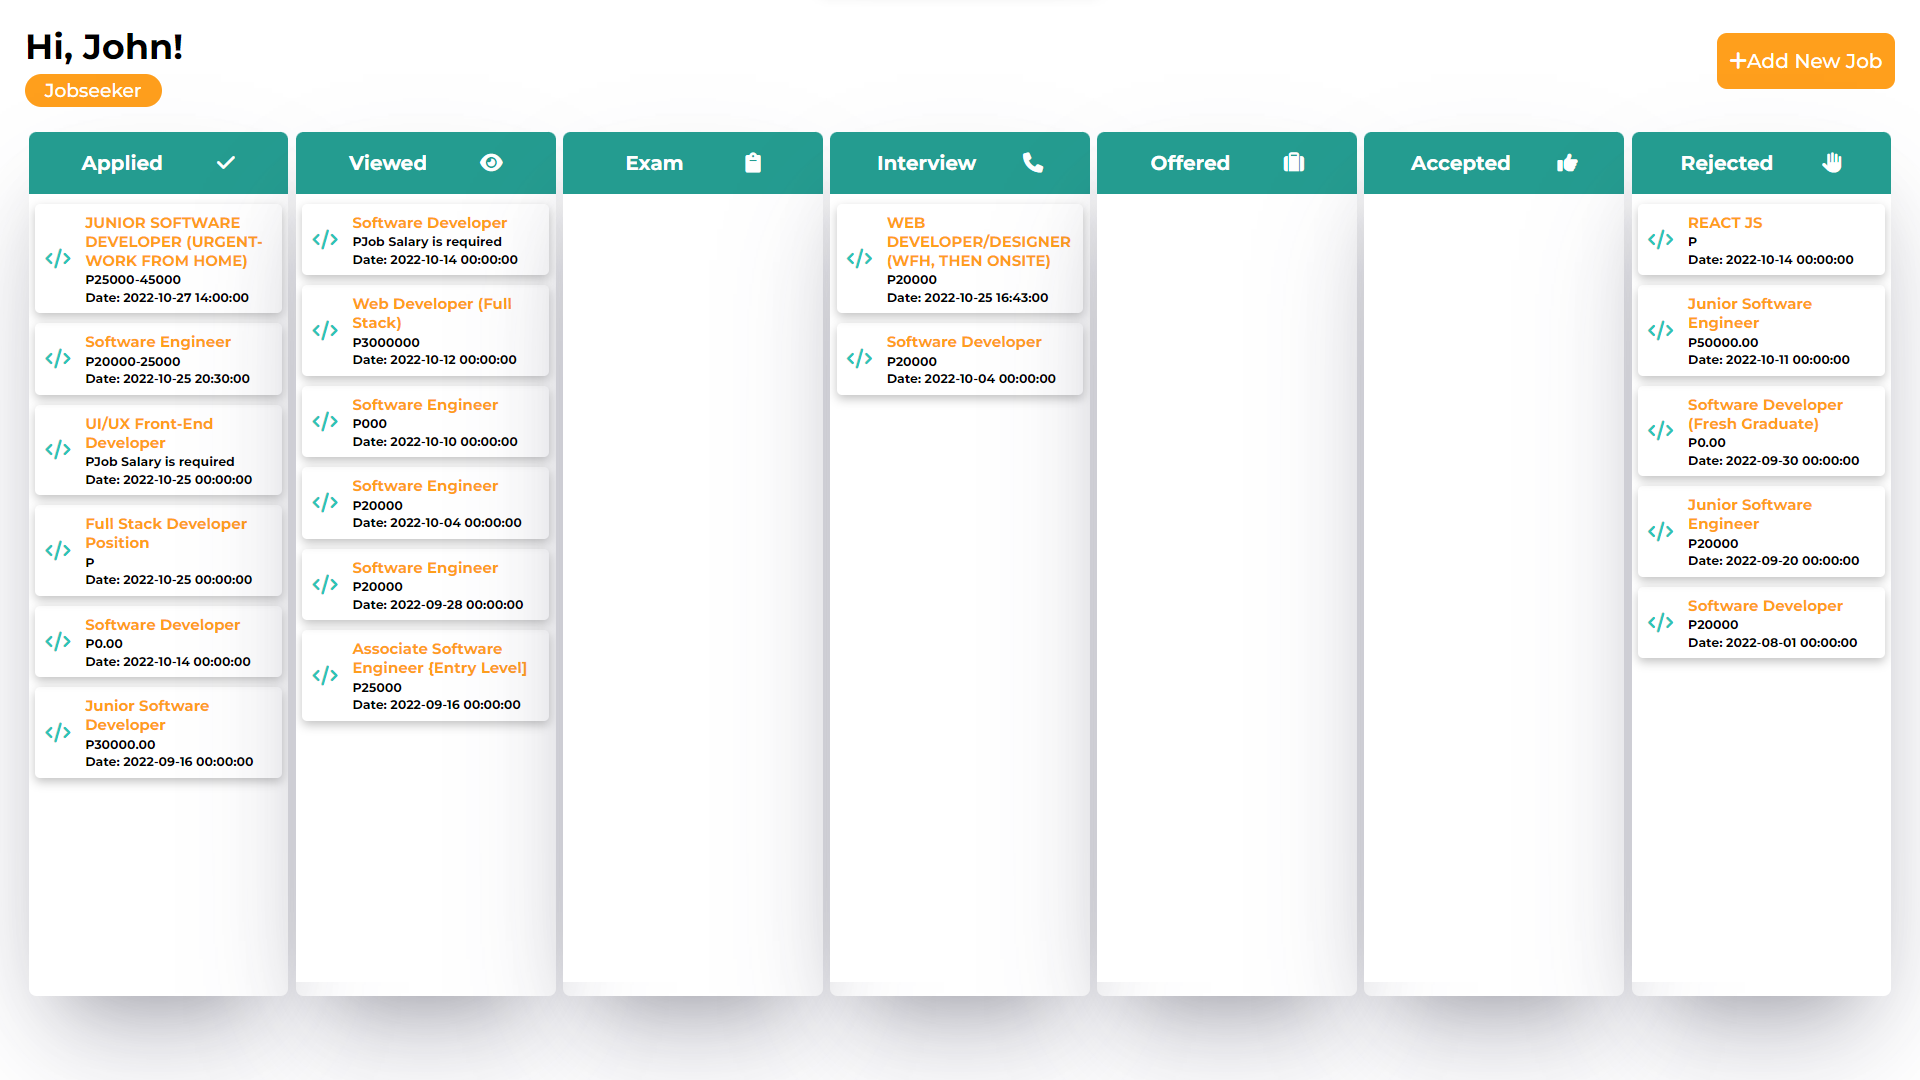 Hi, John!
Jobseeker
+Add New Job
Applied
JUNIOR SOFTWARE
DEVELOPER (URGENT-
WORK FROM HOME)
P25000-45000
Date: 2022-10-27 14:00:00
Software Engineer
P20000-25000
Date: 2022-10-25 20:30:00
UI/UX Front-End
Developer
PJob Salary is required
Date: 2022-10-25 00:00:00
Full Stack Developer
Position
P
Date: 2022-10-25 00:00:00
Software Developer
P0.00
Date: 2022-10-14 00:00:00
Junior Software
Developer
P30000.00
Date: 2022-09-16 00:00:00
Viewed
Software Developer
PJob Salary is required
Date: 2022-10-14 00:00:00
Web Developer (Full
Stack)
P3000000
Date: 2022-10-12 00:00:00
Software Engineer
P000
Date: 2022-10-10 00:00:00
Software Engineer
P20000
Date: 2022-10-04 00:00:00
Software Engineer
P20000
Date: 2022-09-28 00:00:00
Associate Software
Engineer {Entry Level]
P25000
Date: 2022-09-16 00:00:00
Exam
Interview
WEB
DEVELOPER/DESIGNER
(WFH, THEN ONSITE)
P20000
Date: 2022-10-25 16:43:00
Software Developer
P20000
Date: 2022-10-04 00:00:00
Offered
Accepted
Rejected
REACT JS
P
Date: 2022-10-14 00:00:00
Junior Software
Engineer
P50000.00
Date: 2022-10-11 00:00:00
Software Developer
(Fresh Graduate)
P0.00
Date: 2022-09-30 00:00:00
Junior Software
Engineer
P20000
Date: 2022-09-20 00:00:00
Software Developer
P20000
Date: 2022-08-01 00:00:00